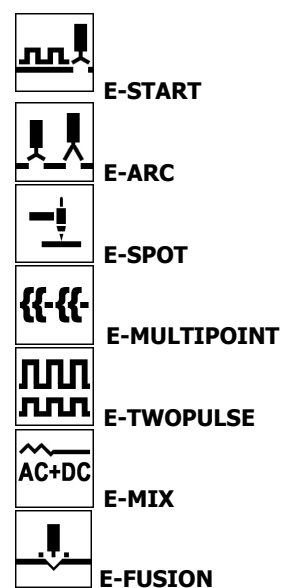 E-START
E-ARC
E-SPOT
E-MULTIPOINT
E-TWOPULSE
AC+DC
E-MIX
E-FUSION